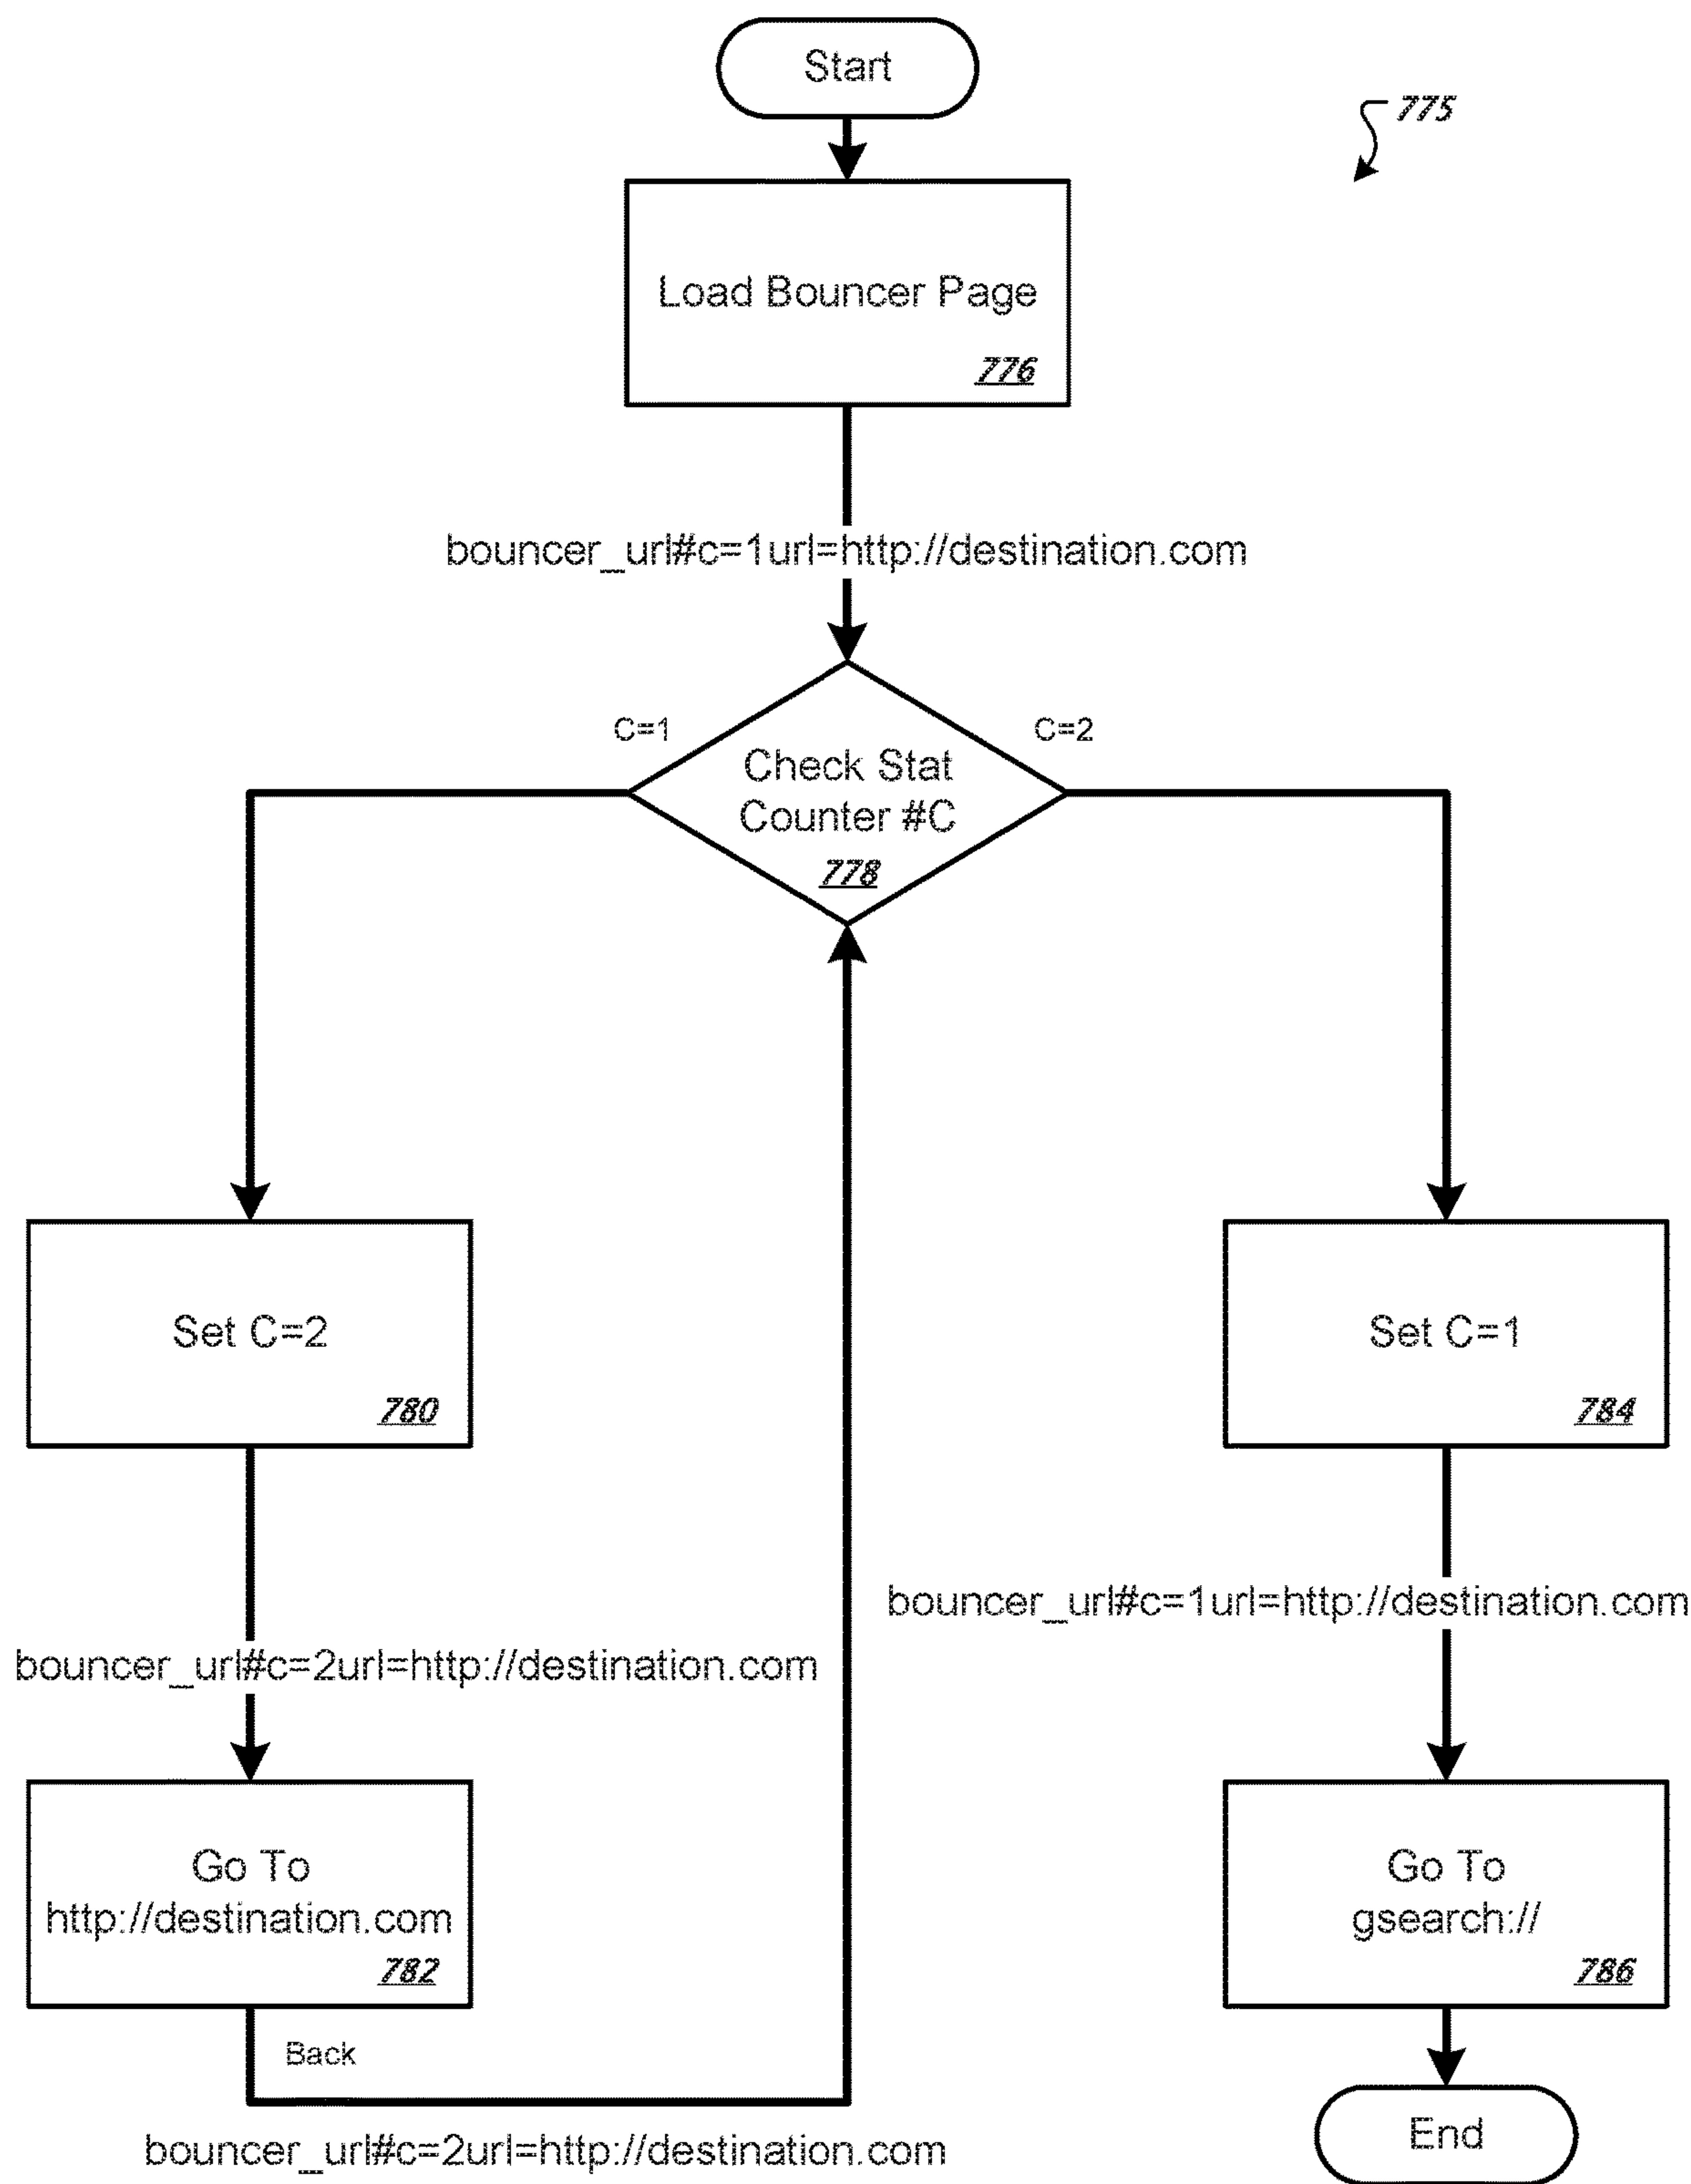 Start
775
Load Bouncer Page
776
bouncer_url#c=1url=http://destination.com
C=1
C=2
Check Stat
Counter #C
778
Set C=2
780
Set C=1
784
bouncer_url#c=1url=http://destination.com
bouncer_url#c=2url=http://destination.com
Go To
http://destination.com
782
Go To
gsearch://
786
Back
bouncer_url#c=2url=http://destination.com
End